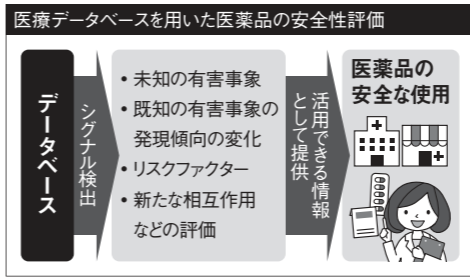 医療データベースを用いた医薬品の安全性評価
データベース
シグナル検出
• 未知の有害事象
• 既知の有害事象の
発現傾向の変化
• リスクファクター
• 新たな相互作用
などの評価
活用できる情報
として提供
医薬品の
安全な使用